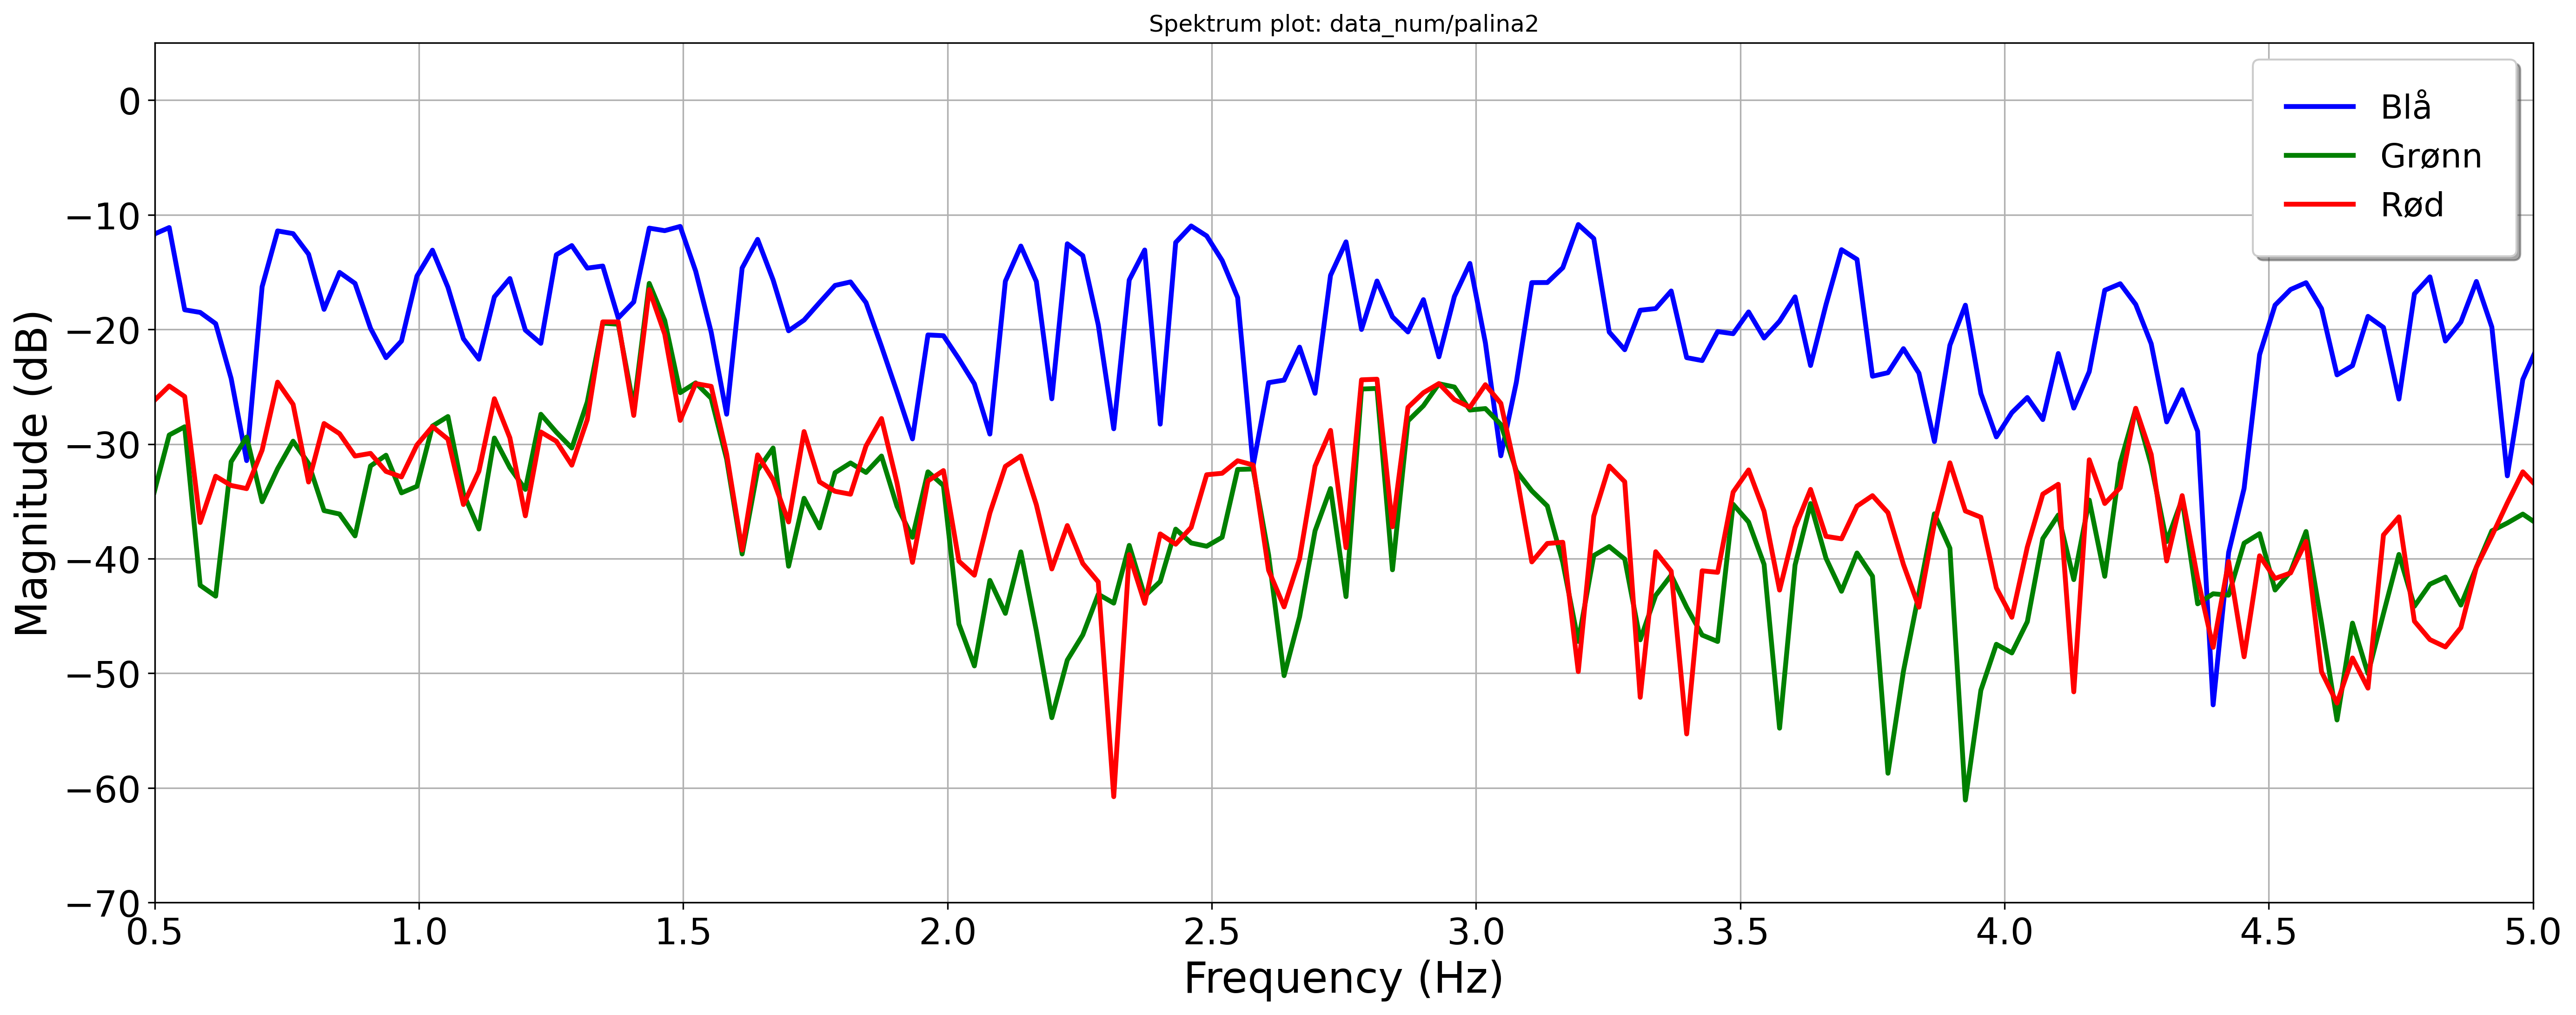 Spektrum plot: data_num/palina2
Magnitude (dB)
0
−10
−20
−30
−40
−50
−60
−70
Blå
Grønn
Rød
0.5 1.0 1.5 2.0 2.5 3.0 3.5 4.0 4.5 5.0
Frequency (Hz)